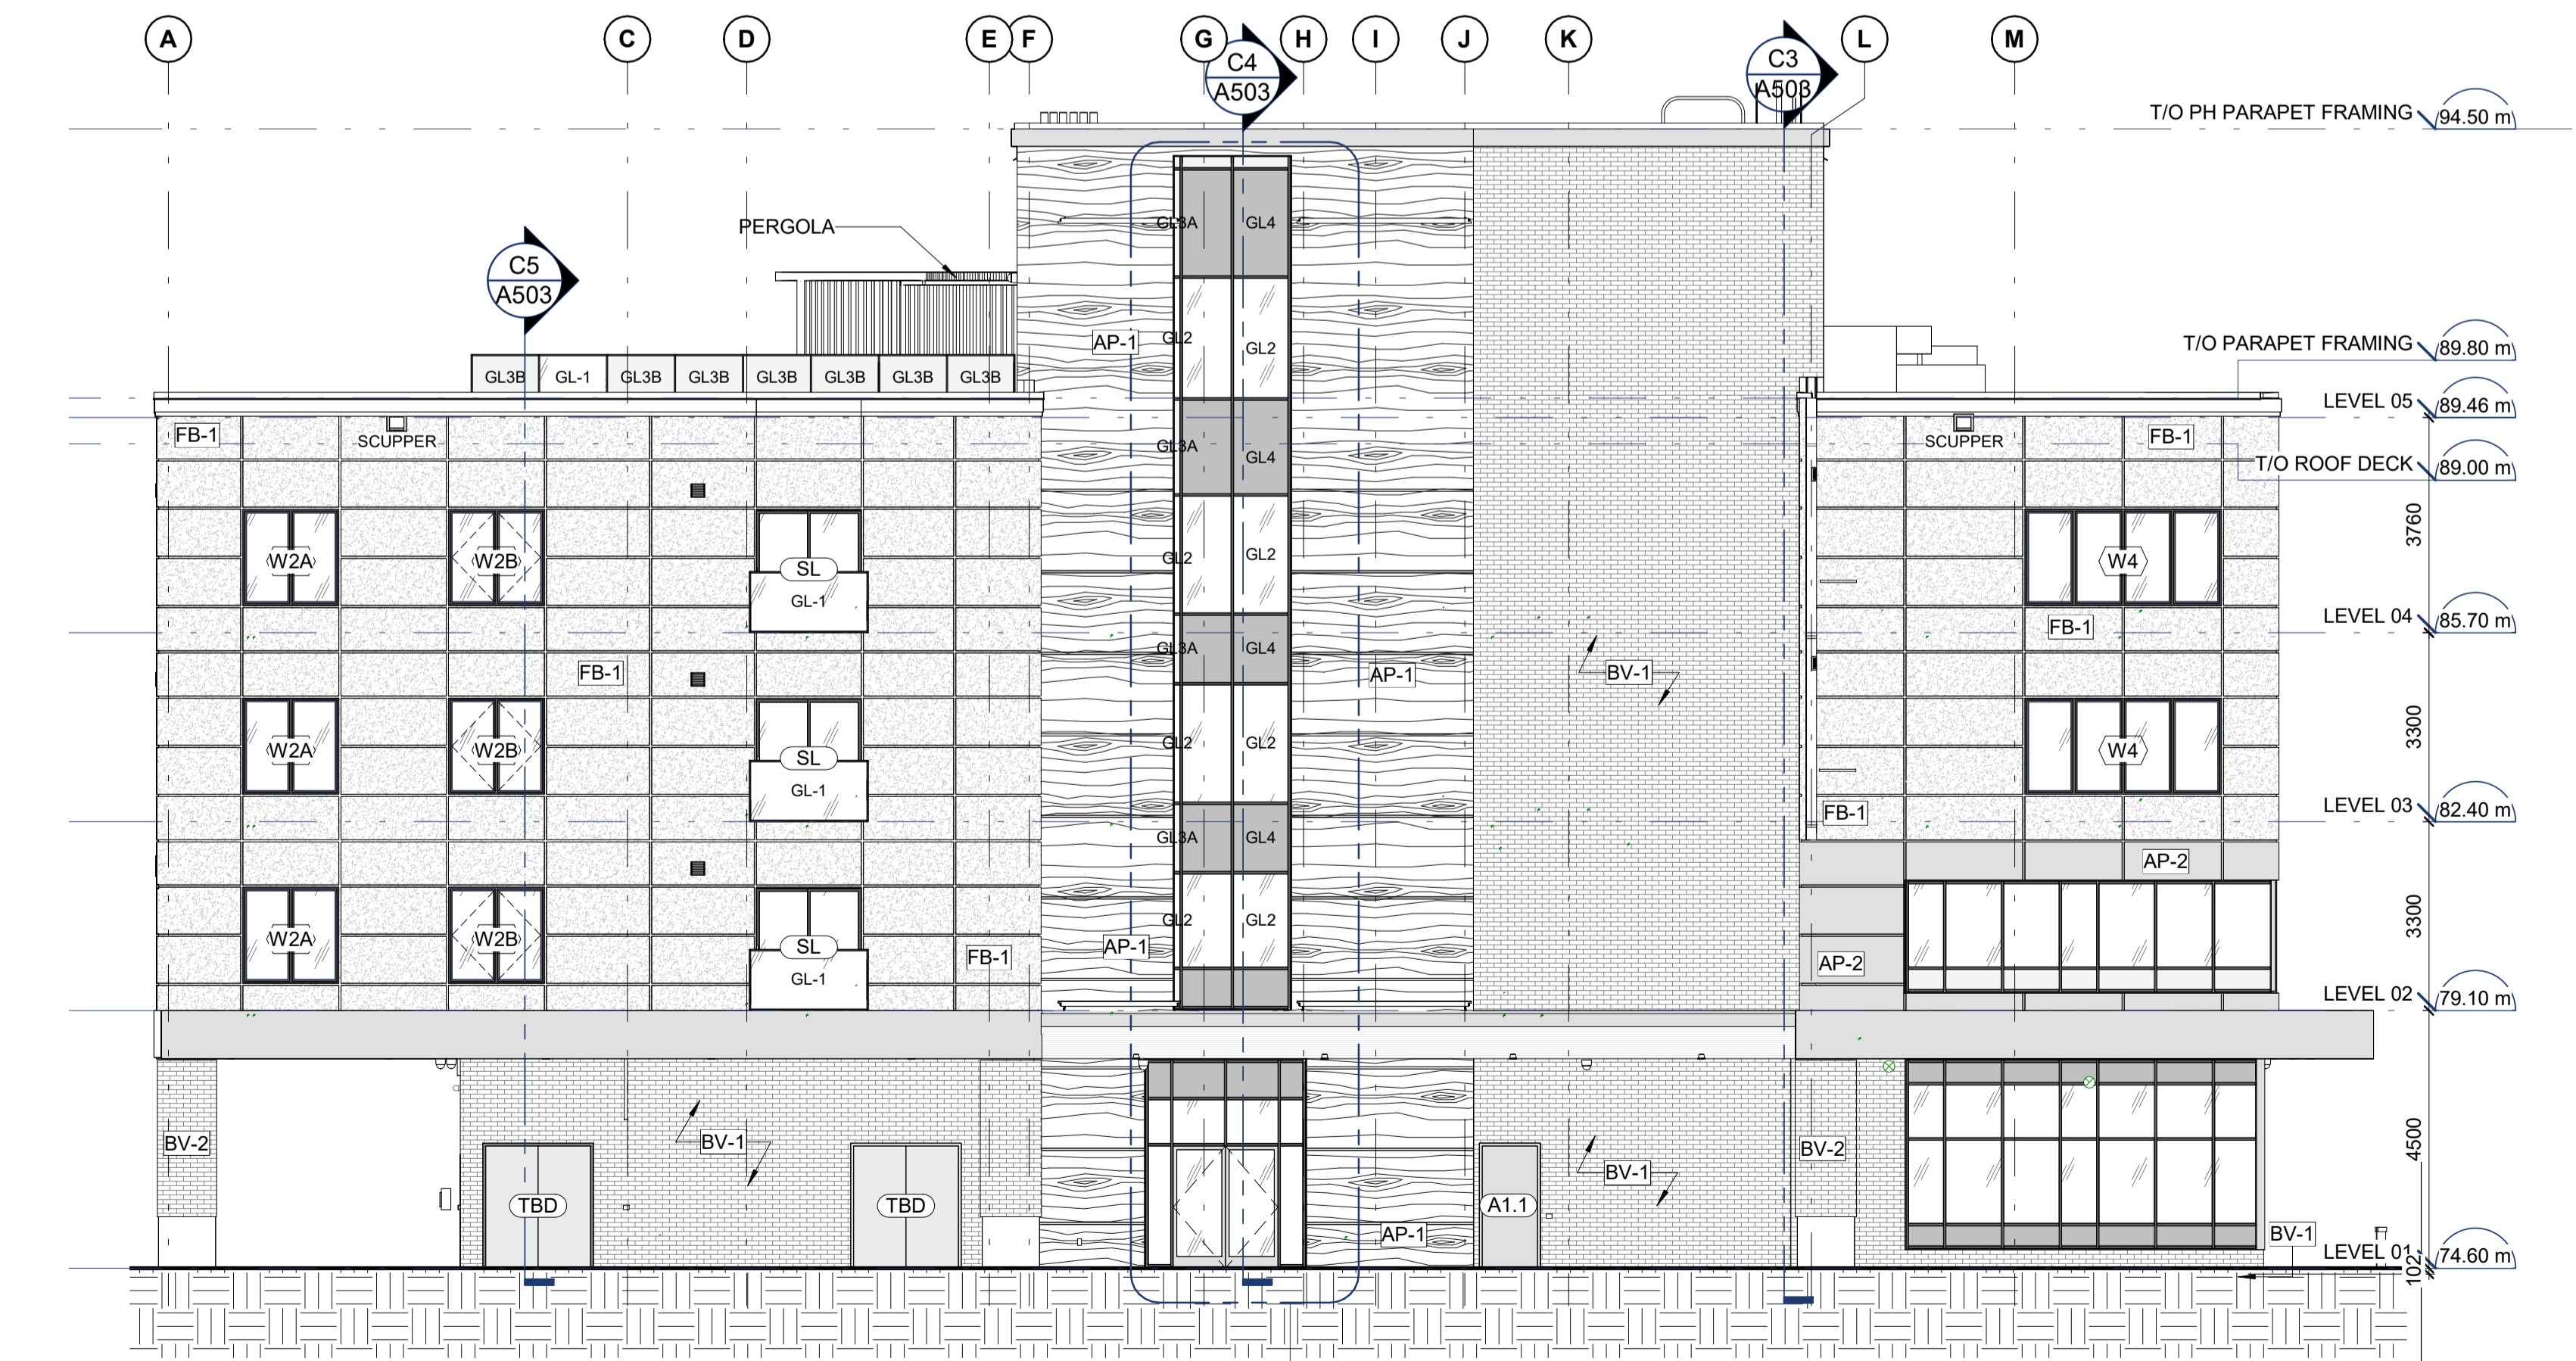 A C D E F G H I J K L M
C4
A503
C3
A503
T/O PH PARAPET FRAMING 94.50 m
PERGOLA
GL3A GL4
C5
A503
AP-1 GL2 GL2
T/O PARAPET FRAMING 89.80 m
GL3B GL-1 GL3B GL3B GL3B GL3B GL3B GL3B
LEVEL 05 89.46 m
FB-1 SCUPPER GL3A GL4 SCUPPER FB-1
T/O ROOF DECK 89.00 m
3760
W2A W2B SL GL2 GL2 W4
GL-1
LEVEL 04 85.70 m
FB-1
GL3A GL4
FB-1 AP-1 BV-1
3300
W2A W2B SL GL2 GL2 W4
GL-1
LEVEL 03 82.40 m
FB-1
GL3A GL4
AP-2
3300
W2A W2B SL AP-1 GL2 GL2
GL-1 FB-1 AP-2
LEVEL 02 79.10 m
4500
BV-2 BV-1 BV-1 BV-2
TBD TBD A1.1
AP-1 BV-1
LEVEL 01 74.60 m
102